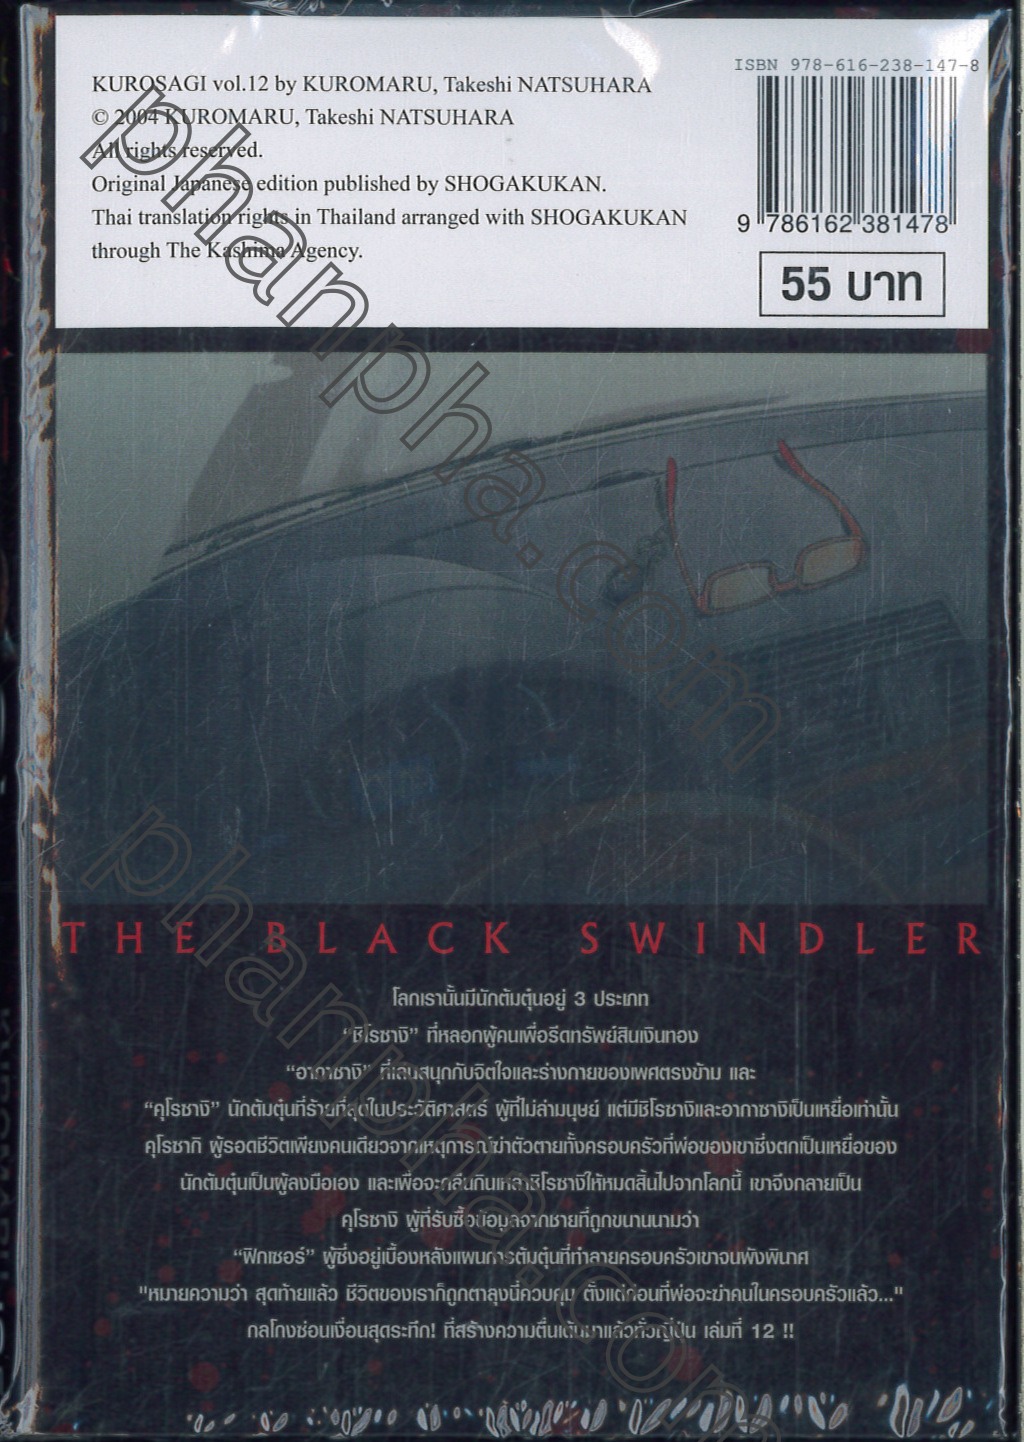 ISBN 978-616-238-147-8
KUROSAGI vol.12 by KUROMARU, Takeshi NATSUHARA
© 2004 KUROMARU, Takeshi NATSUHARA
All rights reserved.
Original Japanese edition published by SHOGAKUKAN.
Thai translation rights in Thailand arranged with SHOGAKUKAN
through The Kashima Agency.
9 786162 381478
55 บาท
phanpha.com
THE BLACK SWINDLER
โลกเรานั้นมีนักต้มตุ๋นอยู่ 3 ประเภท
“ชิโรซางิ” ที่หลอกผู้คนเพื่อรีดทรัพย์สินเงินทอง
“อากาซางิ” ที่เล่นสนุกกับจิตใจและร่างกายของเพศตรงข้าม และ
“คุโรซางิ” นักต้มตุ๋นที่ร้ายที่สุดในประวัติศาสตร์ ผู้ที่ไม่ล่ามนุษย์ แต่มีชิโรซางิและอากาซางิเป็นเหยื่อเท่านั้น
คุโรซากิ ผู้รอดชีวิตเพียงคนเดียวจากเหตุการณ์ฆ่าตัวตายทั้งครอบครัวที่พ่อของเขาซึ่งตกเป็นเหยื่อของ
นักต้มตุ๋นเป็นผู้ลงมือเอง และเพื่อจะกลืนกินเหล่าชิโรซางิให้หมดสิ้นไปจากโลกนี้ เขาจึงกลายเป็น
คุโรซางิ ผู้ที่รับซื้อข้อมูลจากชายที่ถูกขนานนามว่า
“ฟิกเซอร์” ผู้ซึ่งอยู่เบื้องหลังแผนการต้มตุ๋นที่ทำลายครอบครัวเขาจนพังพินาศ
"หมายความว่า สุดท้ายแล้ว ชีวิตของเราก็ถูกตาลุงนี่ควบคุม ตั้งแต่ก่อนที่พ่อจะฆ่าคนในครอบครัวแล้ว..."
กลโกงซ่อนเงื่อนสุดระทึก! ที่สร้างความตื่นเต้นมาแล้วทั่วญี่ปุ่น เล่มที่ 12 !!
phanpha.com